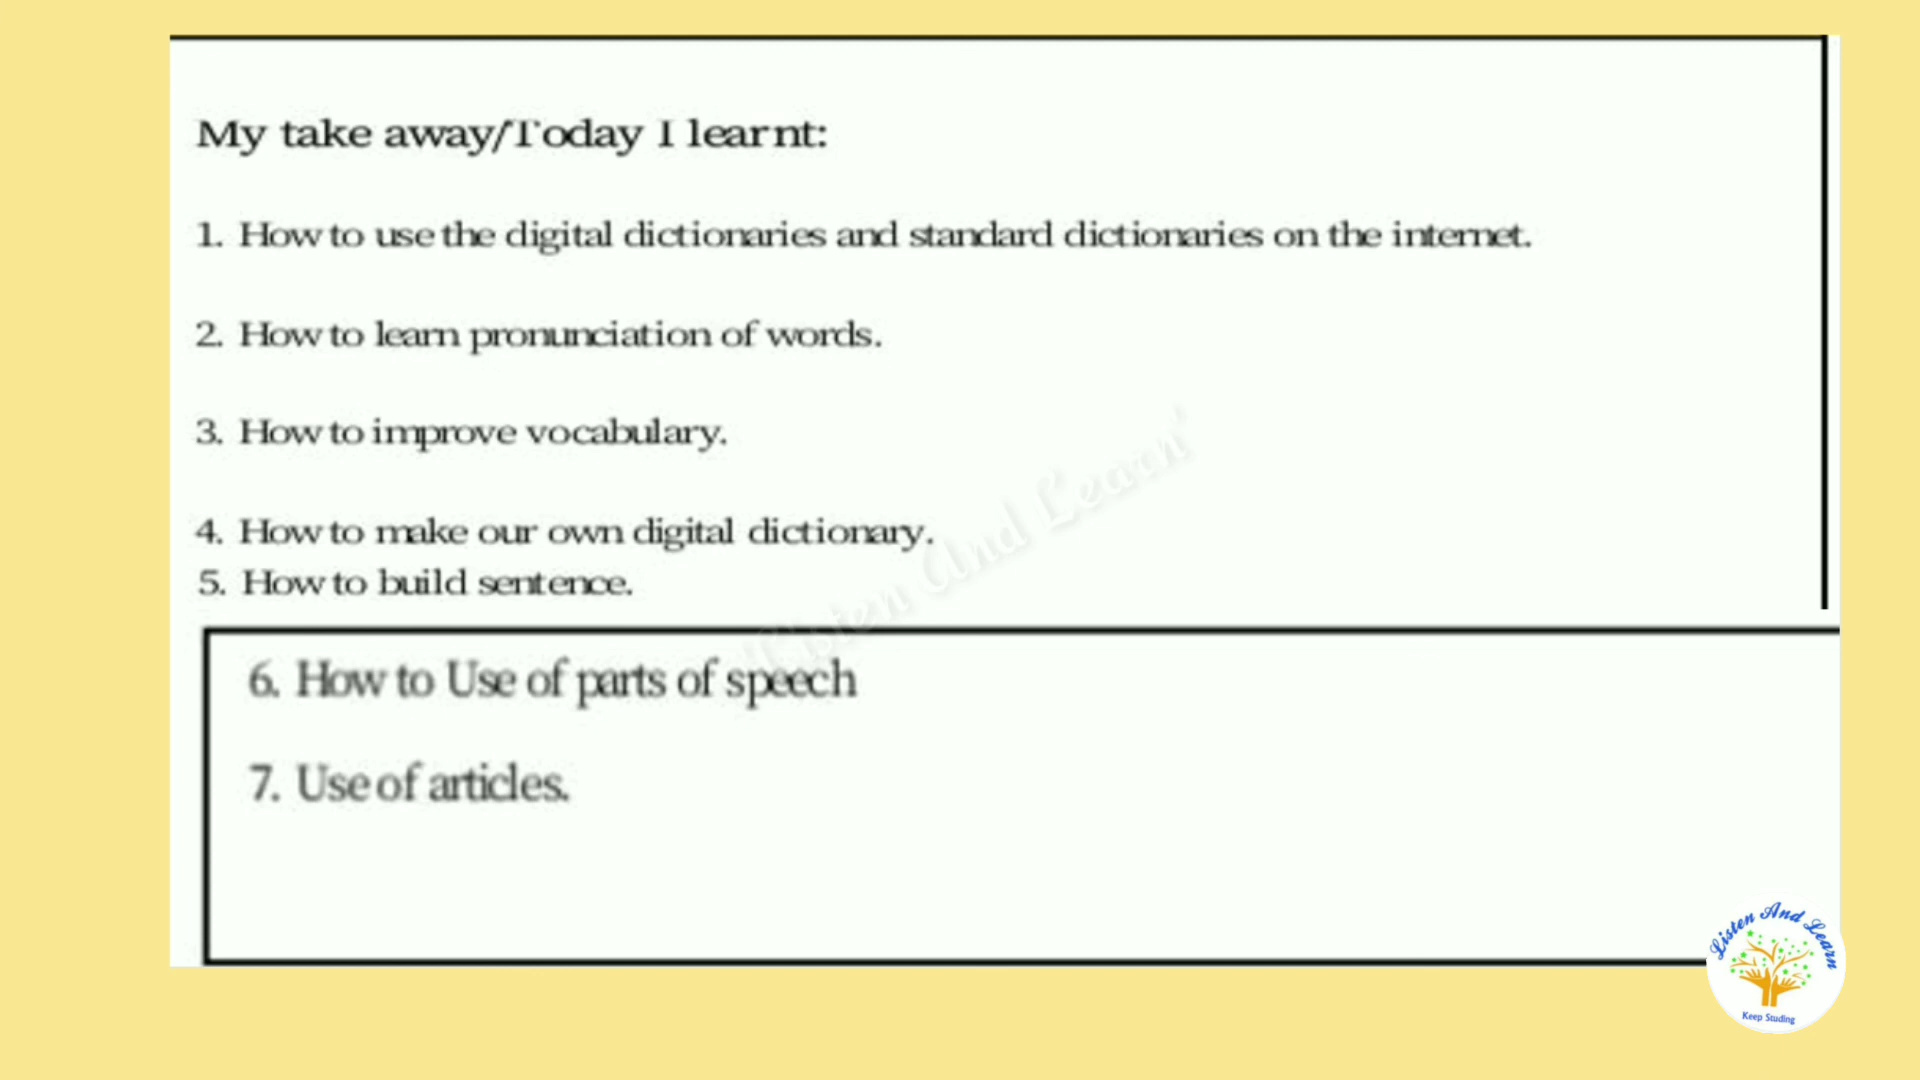 My take away/Today I learnt:
1. How to use the digital dictionaries and standard dictionaries on the internet.
2. How to learn pronunciation of words.
3. How to improve vocabulary.
4. How to make our own digital dictionary.
5. How to build sentence.
6. How to Use of parts of speech
7. Use of articles.
'Listen And Learn'
Listen And Learn
Keep Studing